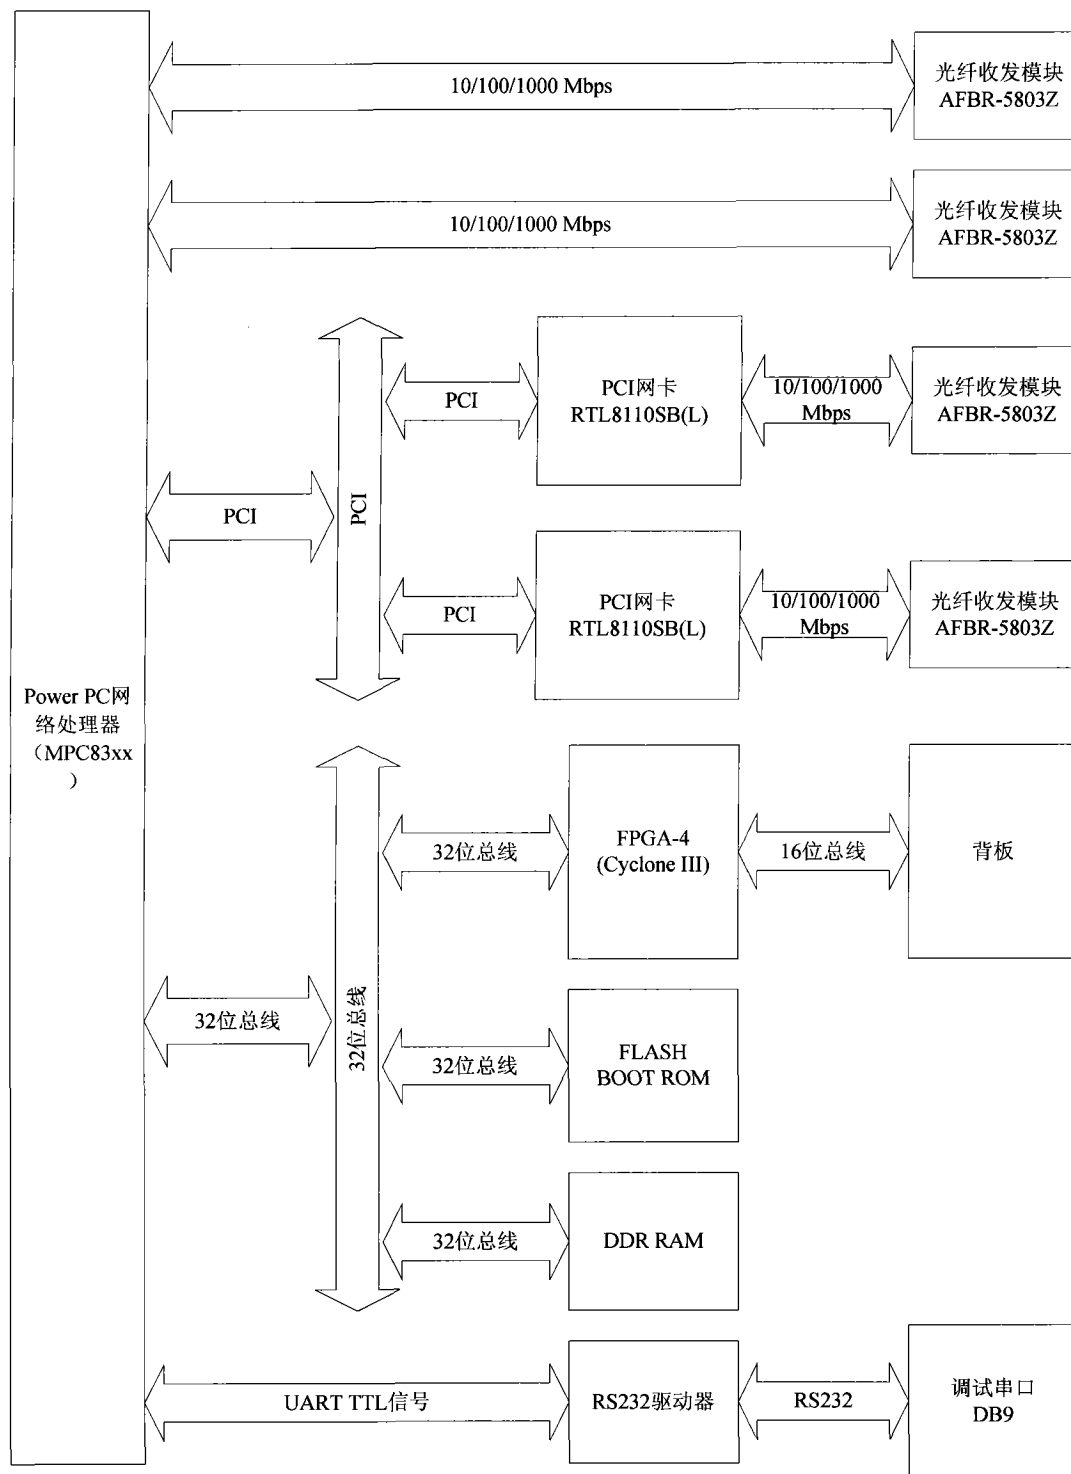 10/100/1000 Mbps
光纤收发模块
AFBR-5803Z
10/100/1000 Mbps
光纤收发模块
AFBR-5803Z
PCI
PCI网卡
RTL8110SB(L)
10/100/1000
Mbps
光纤收发模块
AFBR-5803Z
PCI
PCI
PCI
PCI网卡
RTL8110SB(L)
10/100/1000
Mbps
光纤收发模块
AFBR-5803Z
Power PC网
络处理器
（MPC83xx
）
32位总线
FPGA-4
(Cyclone III)
16位总线
背板
32位总线
32位总线
32位总线
FLASH
BOOT ROM
32位总线
DDR RAM
UART TTL信号
RS232驱动器
RS232
调试串口
DB9